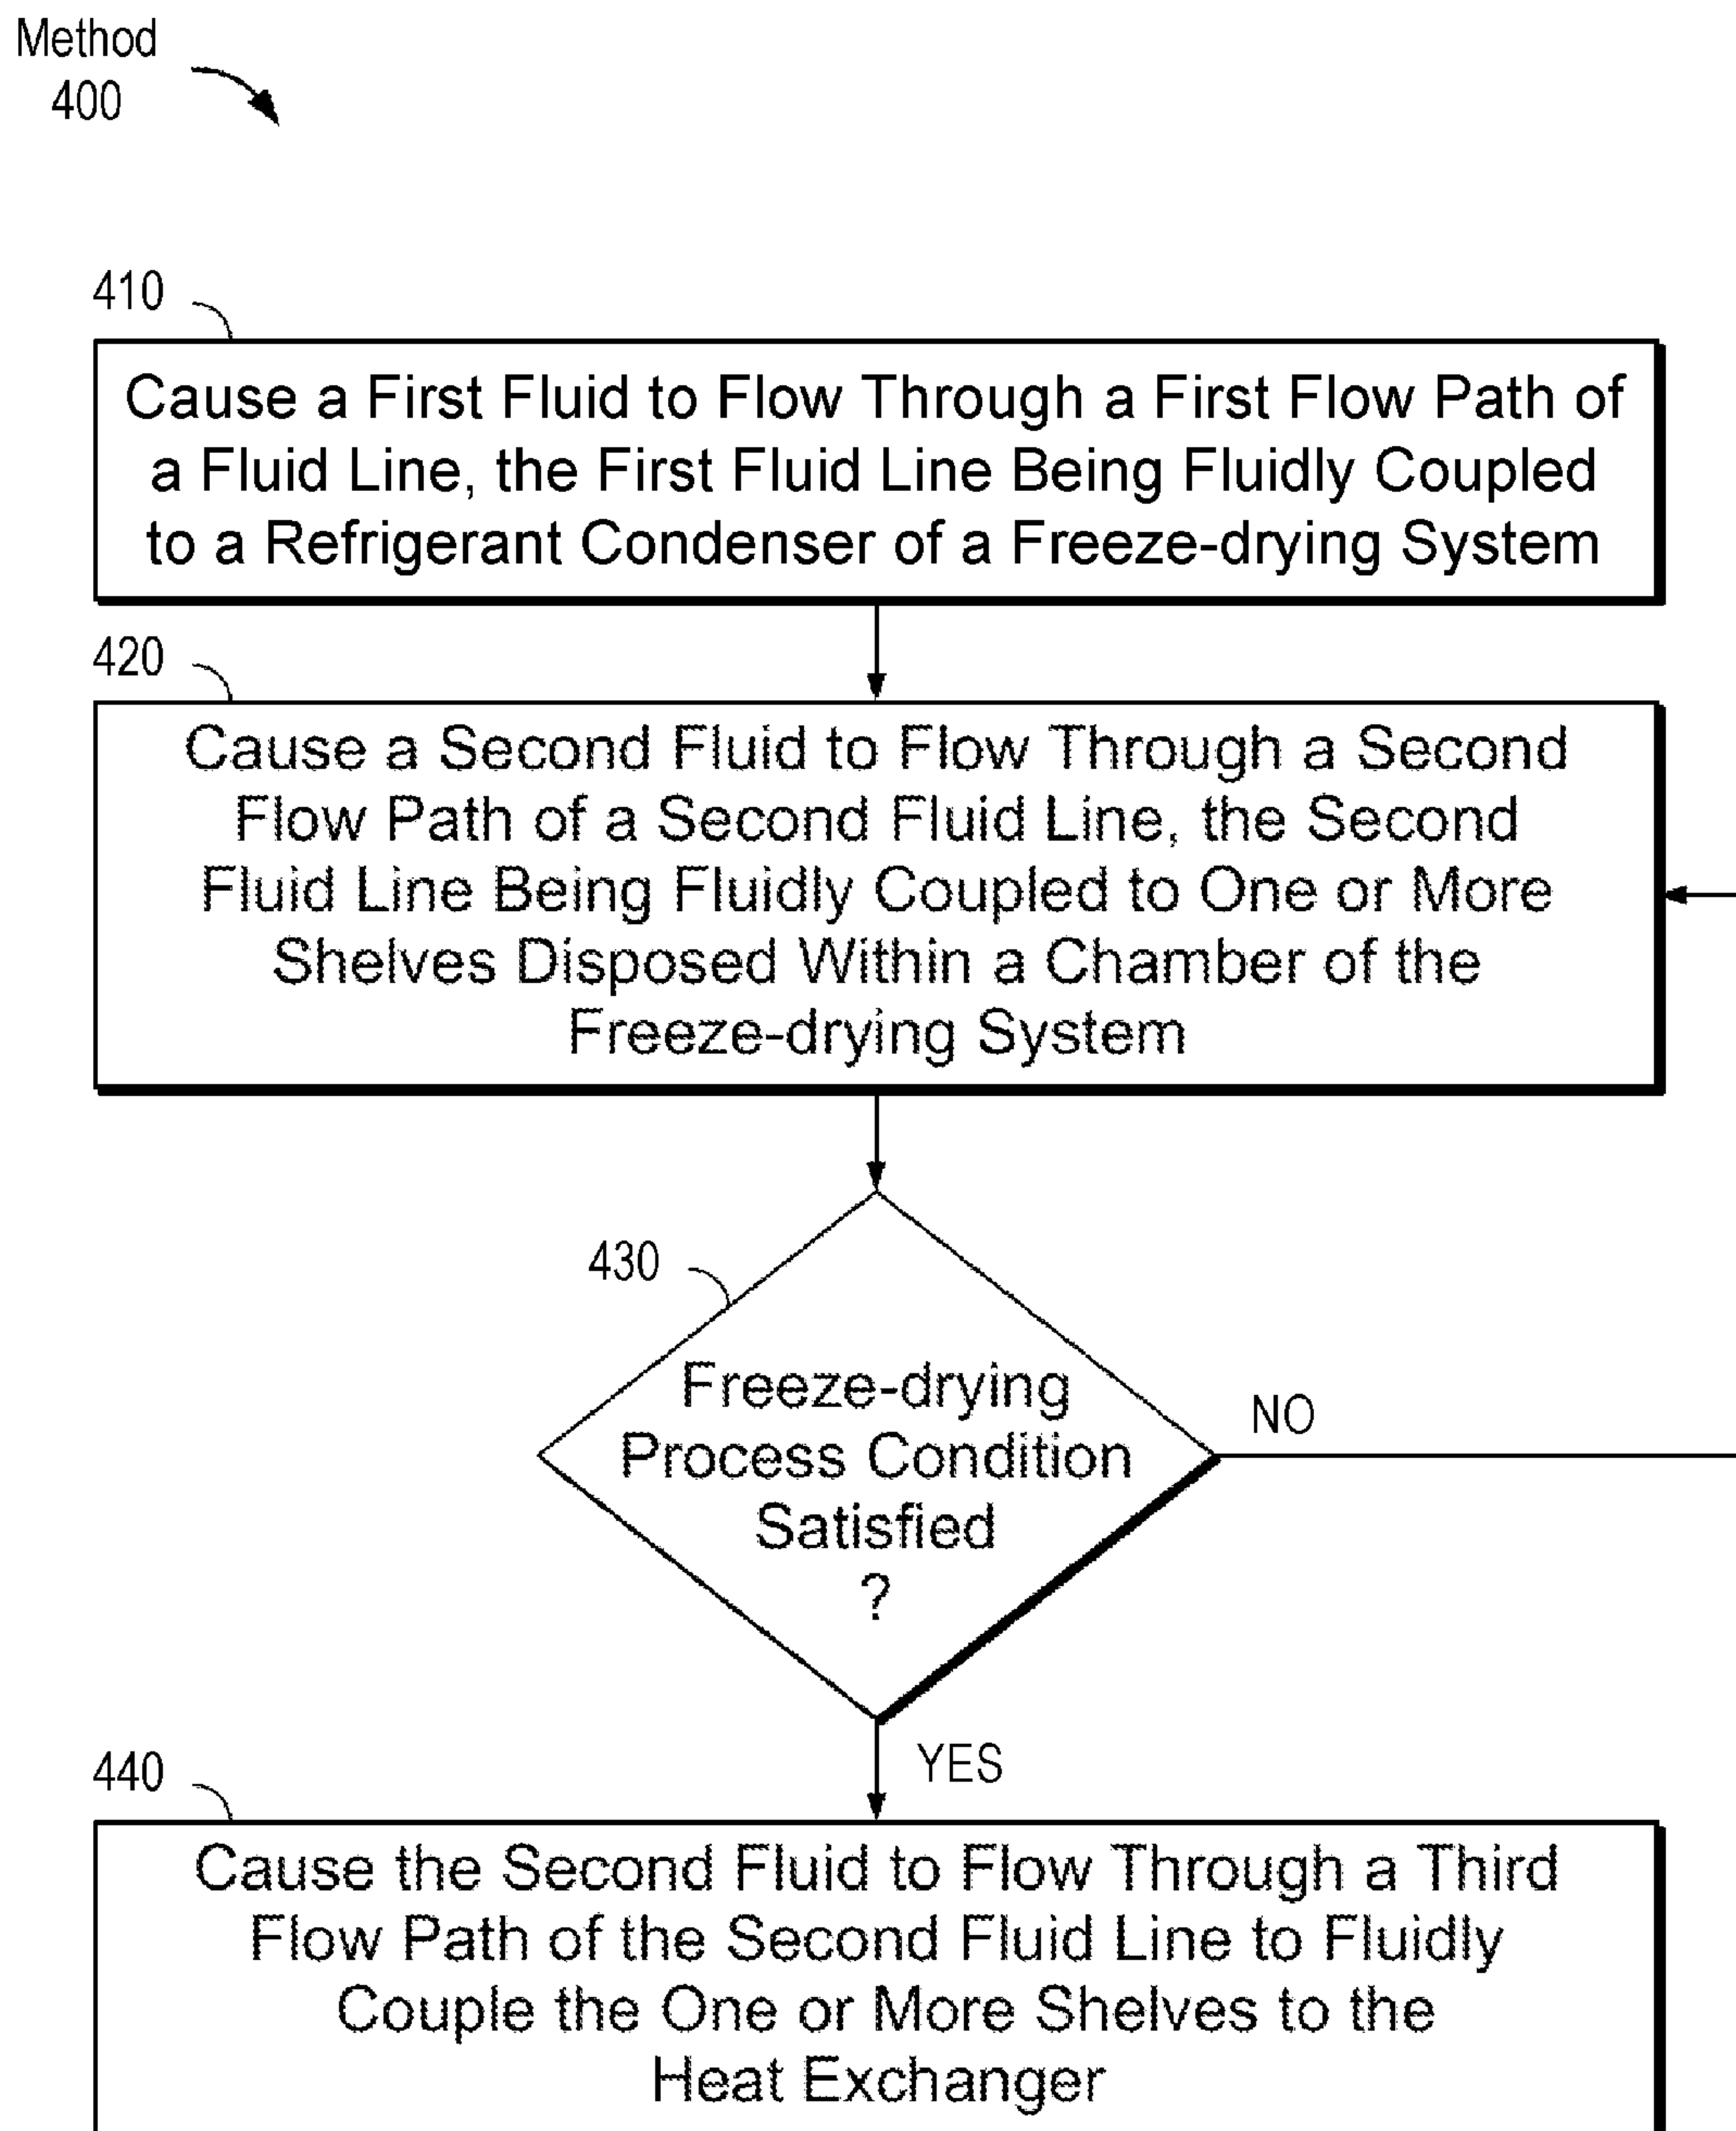 Method
400
410
Cause a First Fluid to Flow Through a First Flow Path of
a Fluid Line, the First Fluid Line Being Fluidly Coupled
to a Refrigerant Condenser of a Freeze-drying System
420
Cause a Second Fluid to Flow Through a Second
Flow Path of a Second Fluid Line, the Second
Fluid Line Being Fluidly Coupled to One or More
Shelves Disposed Within a Chamber of the
Freeze-drying System
430
Freeze-drying
Process Condition
Satisfied
?
NO
YES
440
Cause the Second Fluid to Flow Through a Third
Flow Path of the Second Fluid Line to Fluidly
Couple the One or More Shelves to the
Heat Exchanger